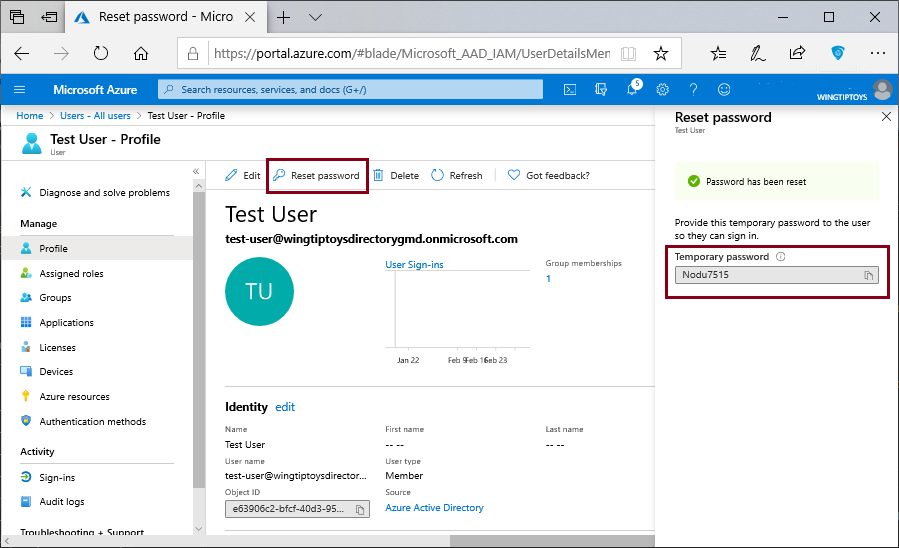 Reset password - Micro.
https://portal.azure.com/#blade/Microsoft_AAD_IAM/UserDetailsMen
Microsoft Azure
Search resources, services, and docs (G+/)
5
WINGTIPTOYS
Home > Users - All users > Test User - Profile
Test User - Profile
User
Diagnose and solve problems
Manage
Profile
Assigned roles
Groups
Applications
Licenses
Devices
Azure resources
Authentication methods
Activity
Sign-ins
Audit logs
Troubleshooting + Support
Edit
Reset password
Delete
Refresh
Got feedback?
Test User
test-user@wingtiptoysdirectorygmd.onmicrosoft.com
TU
User Sign-ins
Jan 22
Feb 9
Feb 16
Feb 23
Group memberships
1
Identity edit
Name
Test User
First name
-- --
Last name
-- --
User name
test-user@wingtiptoysdirector...
User type
Member
Object ID
e63906c2-bfcf-40d3-95...
Source
Azure Active Directory
Reset password
Test User
Password has been reset
Provide this temporary password to the user
so they can sign in.
Temporary password
Nodu7515